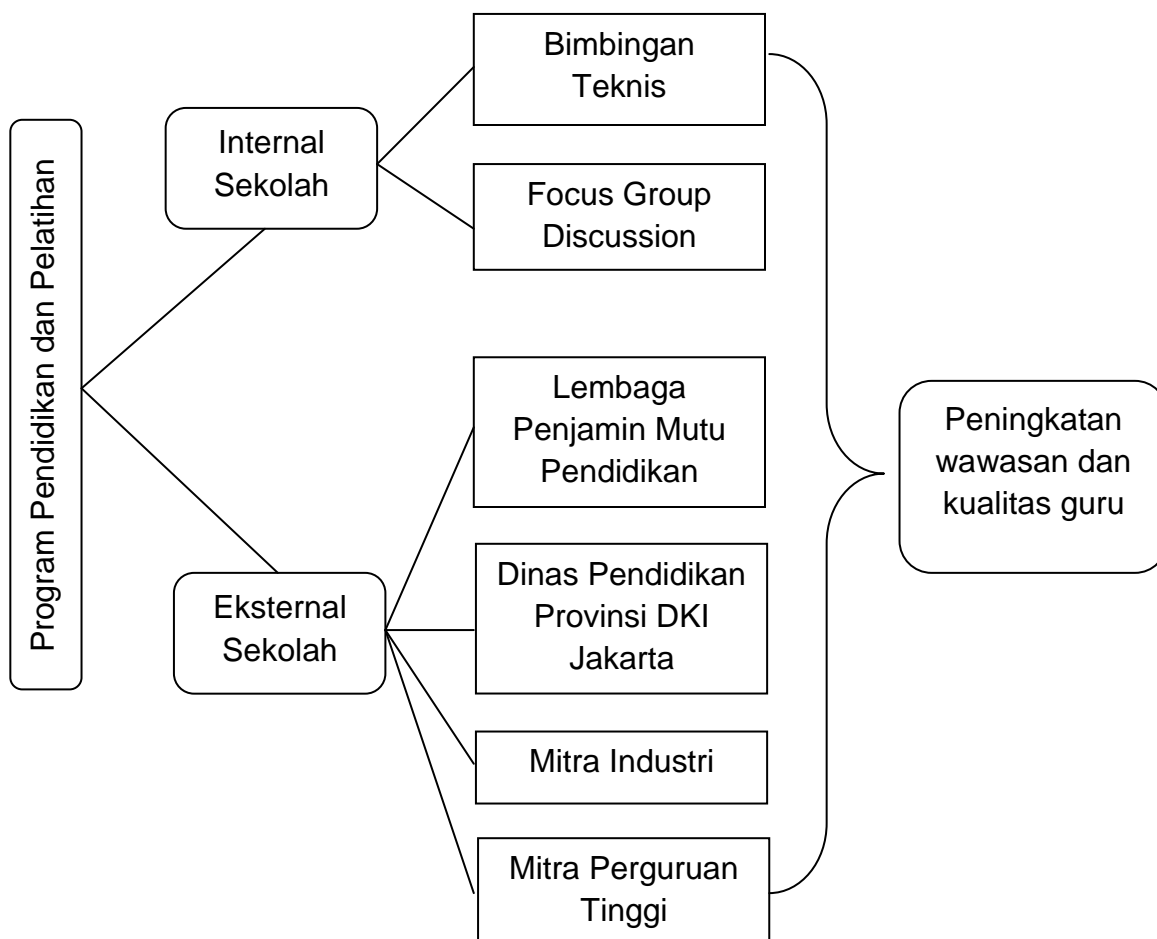 Program Pendidikan dan Pelatihan
Internal
Sekolah
Bimbingan
Teknis
Focus Group
Discussion
Eksternal
Sekolah
Lembaga
Penjamin Mutu
Pendidikan
Dinas Pendidikan
Provinsi DKI
Jakarta
Mitra Industri
Mitra Perguruan
Tinggi
Peningkatan
wawasan dan
kualitas guru